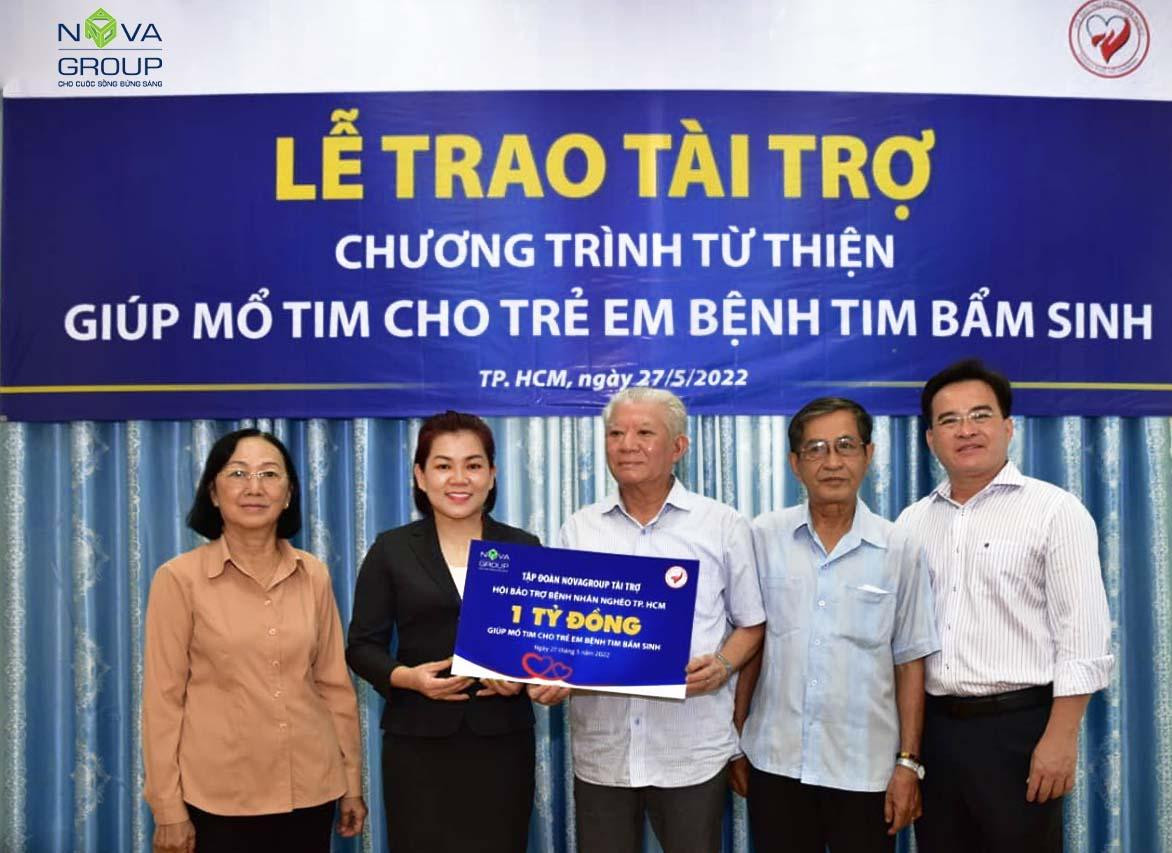 NOVA
GROUP
CHO CUỘC SỐNG BỪNG SÁNG
LỄ TRAO TÀI TRỢ
CHƯƠNG TRÌNH TỪ THIỆN
GIÚP MỔ TIM CHO TRẺ EM BỆNH TIM BẨM SINH
TP. HCM, ngày 27/5/2022
NOVA
GROUP
TẬP ĐOÀN NOVAGROUP TÀI TRỢ
HỘI BẢO TRỢ BỆNH NHÂN NGHÈO TP. HCM
1 TỶ ĐỒNG
GIÚP MỔ TIM CHO TRẺ EM BỆNH TIM BẨM SINH
Ngày 27 tháng 5 năm 2022